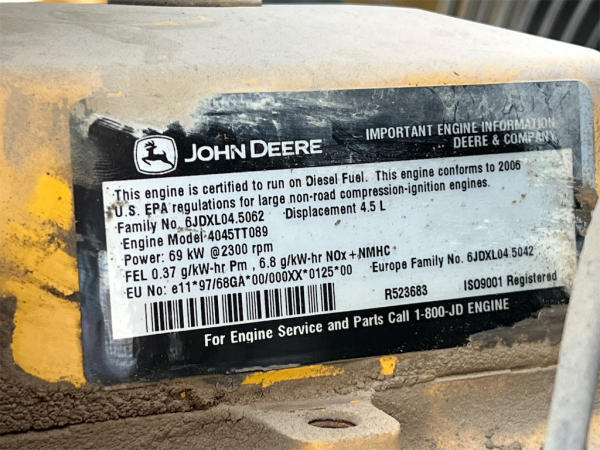 JOHN DEERE
IMPORTANT ENGINE INFORMATION
DEERE & COMPANY
This engine is certified to run on Diesel Fuel. This engine conforms to 2006
U.S. EPA regulations for large non-road compression-ignition engines.
Family No. 6JDXL04.5062 Displacement 4.5 L
Engine Model 4045TT089
Power: 69 kW @2300 rpm
FEL 0.37 g/kW-hr Pm , 6.8 g/kW-hr NOx+NMHC
EU No: e11*97/68GA*00/000XX*0125*00 Europe Family No. 6JDXL04.5042
R523683 ISO9001 Registered
For Engine Service and Parts Call 1-800-JD ENGINE